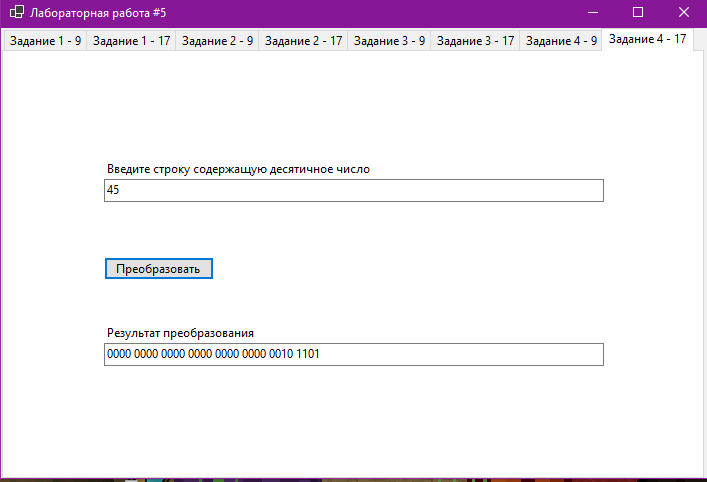 Лабораторная работа #5
Задание 1 - 9 Задание 1 - 17 Задание 2 - 9 Задание 2 - 17 Задание 3 - 9 Задание 3 - 17 Задание 4 - 9 Задание 4 - 17
Введите строку содержащую десятичное число
45
Преобразовать
Результат преобразования
0000 0000 0000 0000 0000 0000 0010 1101